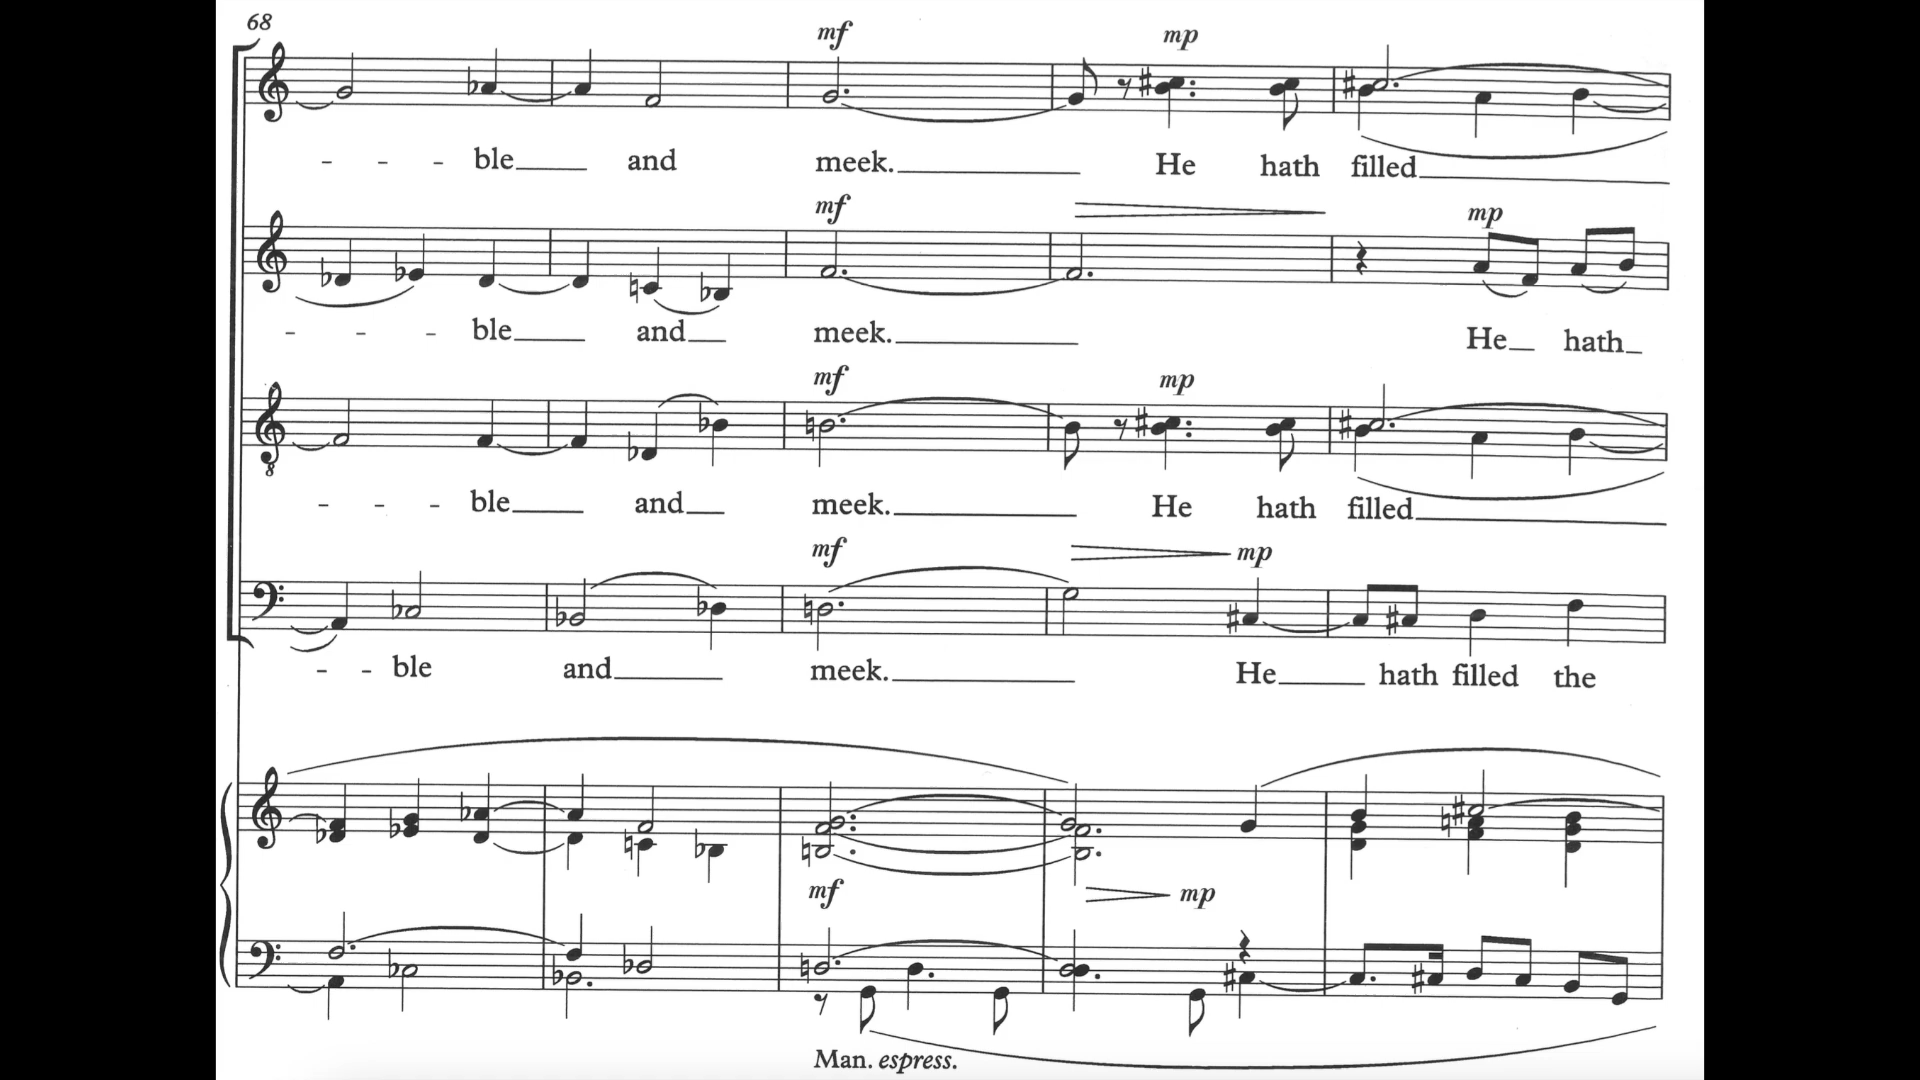 68
mf mp
- - - ble and meek. He hath filled
mf mp
- - - ble and meek. He hath
mf mp
- - - ble and meek. He hath filled
mf mp
- - ble and meek. He hath filled the
mf mp
Man. espress.